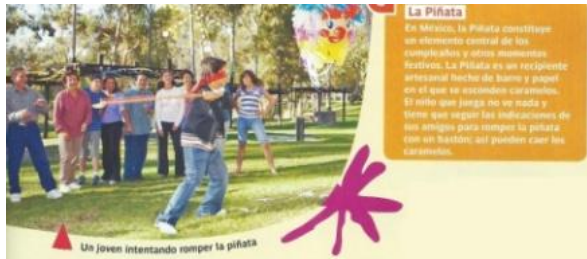 La Piñata
En México, la Piñata constituye
un elemento central de los
cumpleaños y otros momentos
festivos. La Piñata es un recipiente
artesanal hecho de barro y papel
en el que se esconden caramelos.
El niño que juega no ve nada y
tiene que seguir las indicaciones de
sus amigos para romper la piñata
con un bastón; así pueden caer los
caramelos.
Un joven intentando romper la piñata